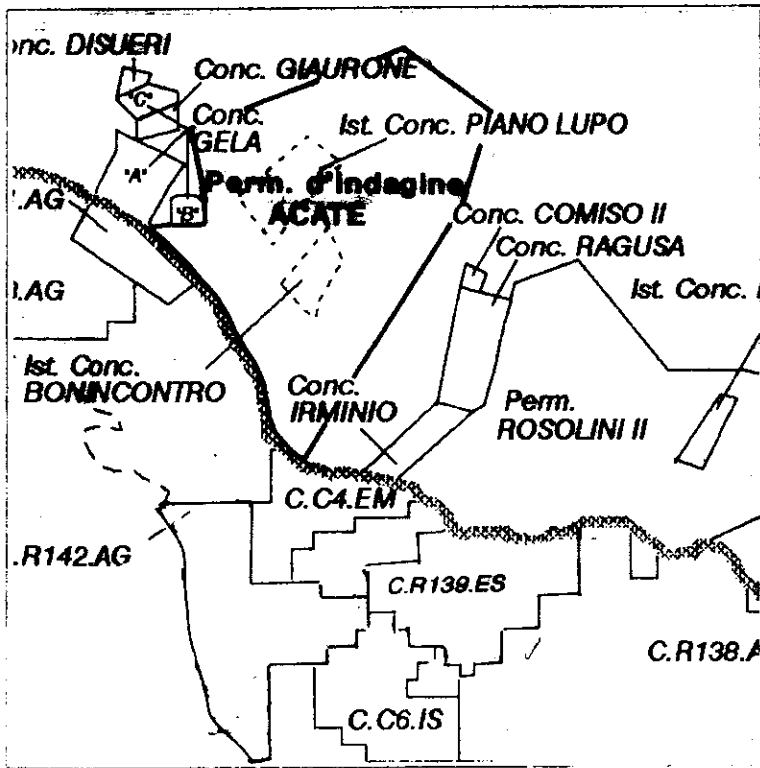 nc. DISUERI
Conc. GIAURONE
"C"
Conc.
GELA
Ist. Conc. PIANO LUPO
"A"
Perm. d'Indagine
ACATE
"B"
.AG
Conc. COMISO II
Conc. RAGUSA
.AG
Ist. Conc.
Ist. Conc.
BONINCONTRO
Conc.
IRMINIO
Perm.
ROSOLINI II
C.C4.EM
.R142.AG
C.R139.ES
C.R138.A
C.C6.IS